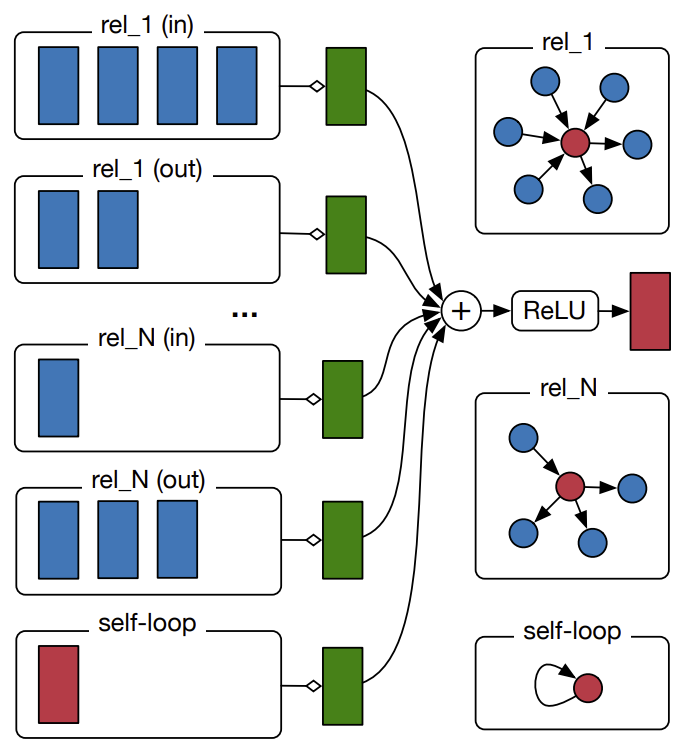 rel_1 (in)
rel_1 (out)
...
rel_N (in)
rel_N (out)
self-loop
+
ReLU
rel_1
rel_N
self-loop